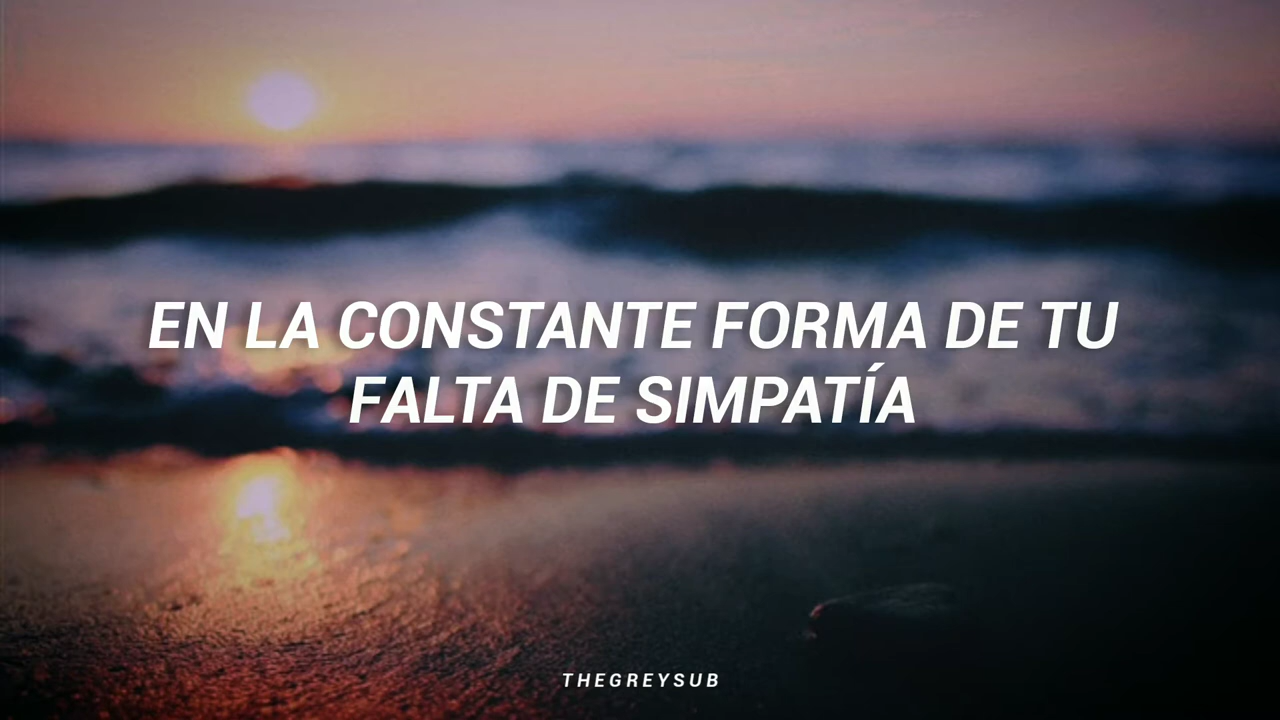 EN LA CONSTANTE FORMA DE TU
FALTA DE SIMPATÍA
THEGREYSUB